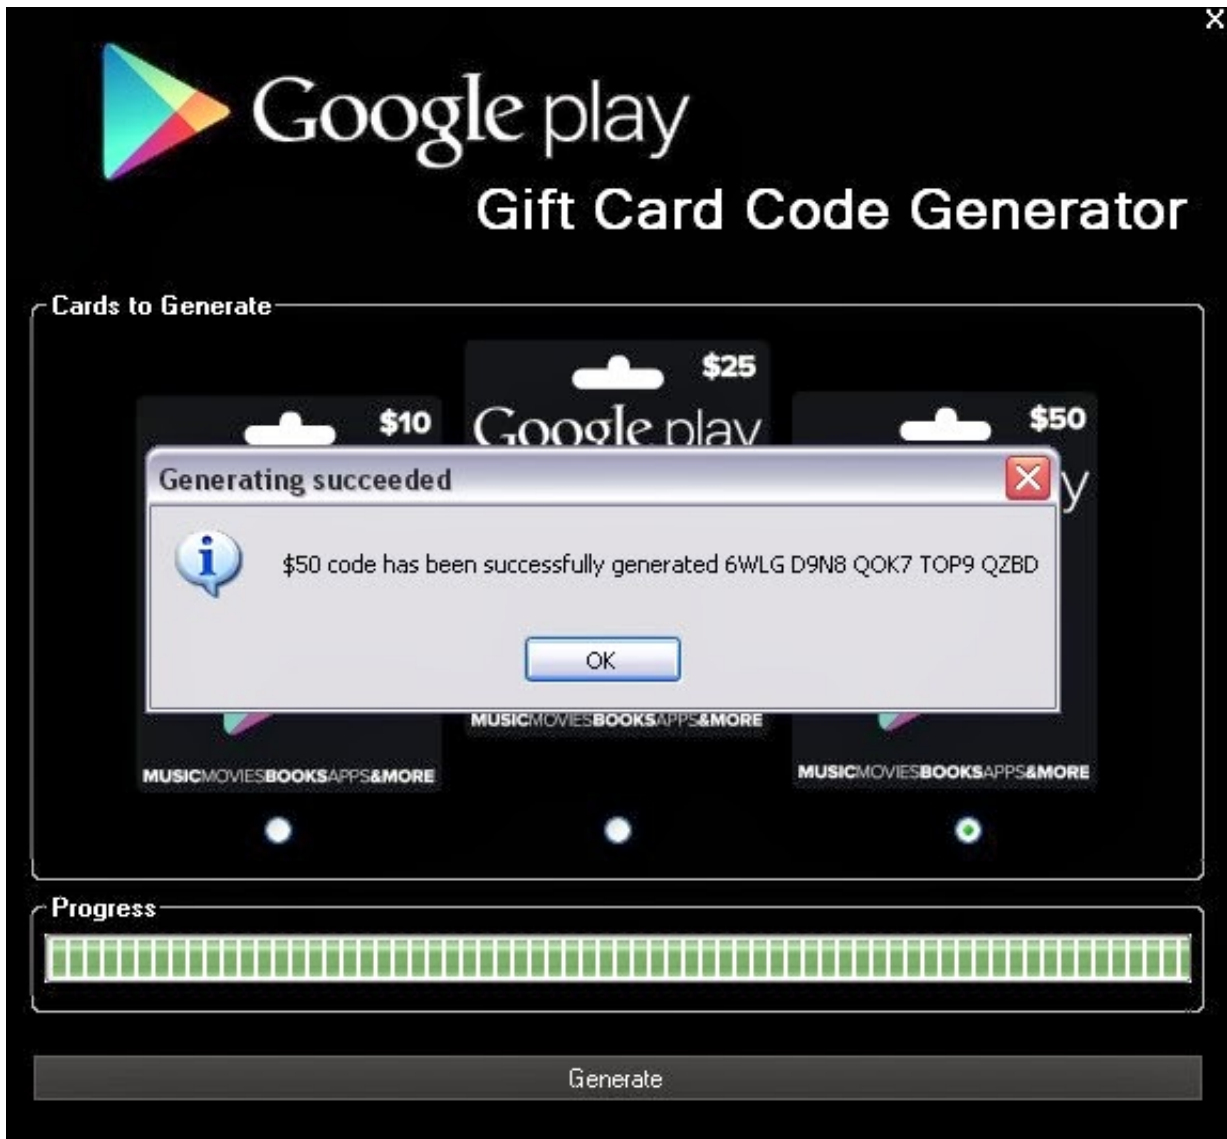 X
Google play
Gift Card Code Generator
Cards to Generate
$10
$25
Google play
$50
y
Generating succeeded
$50 code has been successfully generated 6WLG D9N8 QOK7 TOP9 QZBD
OK
MUSICMOVIESBOOKSAPPS&MORE
MUSICMOVIESBOOKSAPPS&MORE
MUSICMOVIESBOOKSAPPS&MORE
Progress
Generate